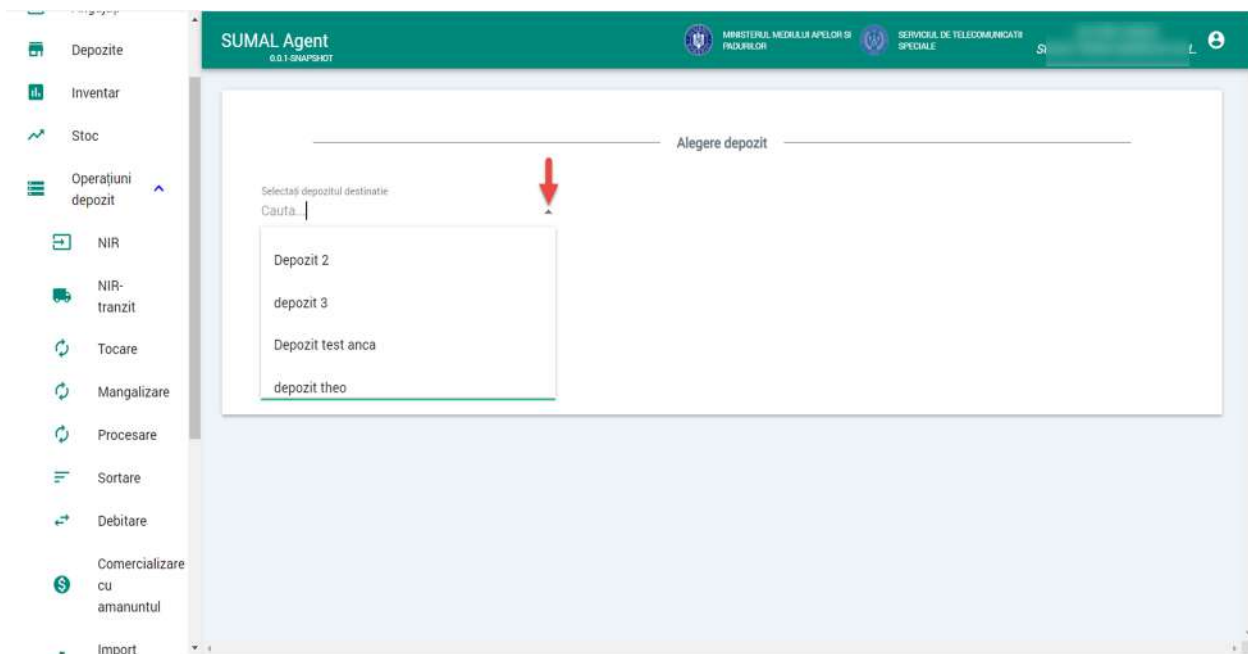 Depozite
Inventar
Stoc
Operațiuni
depozit
NIR
NIR-
tranzit
Tocare
Mangalizare
Procesare
Sortare
Debitare
Comercializare
cu
amanuntul
Import
SUMAL Agent
0.0.1-SNAPSHOT
MINISTERUL MEDIULUI APELOR SI
PADURILOR
SERVICIUL DE TELECOMUNICATII
SPECIALE
Alegere depozit
Selectați depozitul destinatie
Cauta...
Depozit 2
depozit 3
Depozit test anca
depozit theo